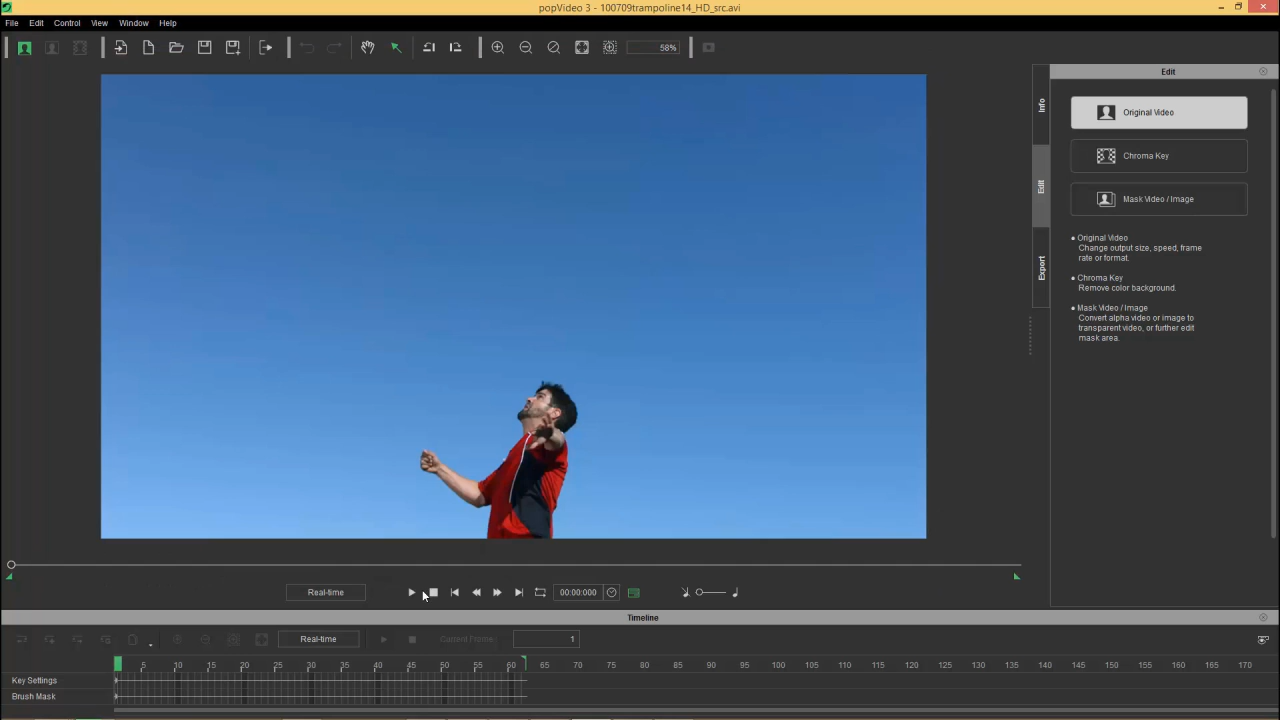 popVideo 3 - 100709trampoline14_HD_src.avi
File Edit Control View Window Help
58%
Edit
Info
Edit
Export
Original Video
Chroma Key
Mask Video / Image
● Original Video
Change output size, speed, frame
rate or format.
● Chroma Key
Remove color background.
● Mask Video / Image
Convert alpha video or image to
transparent video, or further edit
mask area.
Real-time
00:00:000
Timeline
Real-time
Current Frame
1
5 10 15 20 25 30 35 40 45 50 55 60 65 70 75 80 85 90 95 100 105 110 115 120 125 130 135 140 145 150 155 160 165 170
Key Settings
Brush Mask